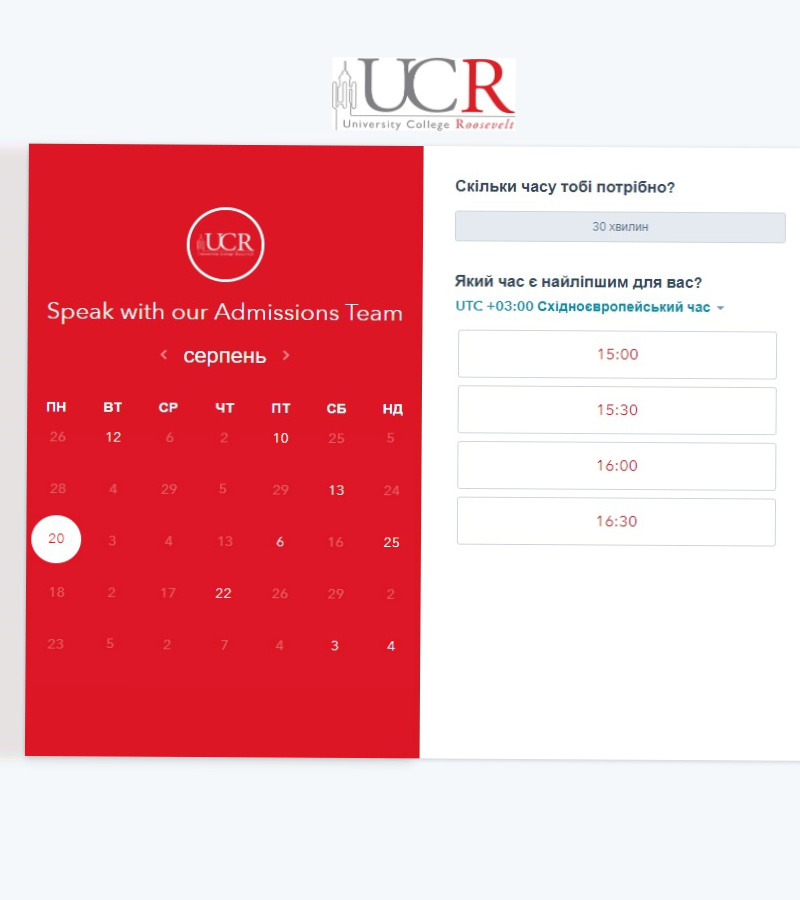 UCR
University College Roosevelt
UCR
Speak with our Admissions Team
серпень
ПН ВТ СР ЧТ ПТ СБ НД
26 12 6 2 10 25 5
28 4 29 5 29 13 24
20 3 4 13 6 16 25
18 2 17 22 26 29 2
23 5 2 7 4 3 4
Скільки часу тобі потрібно?
30 хвилин
Який час є найліпшим для вас?
UTC +03:00 Східноєвропейський час
15:00
15:30
16:00
16:30